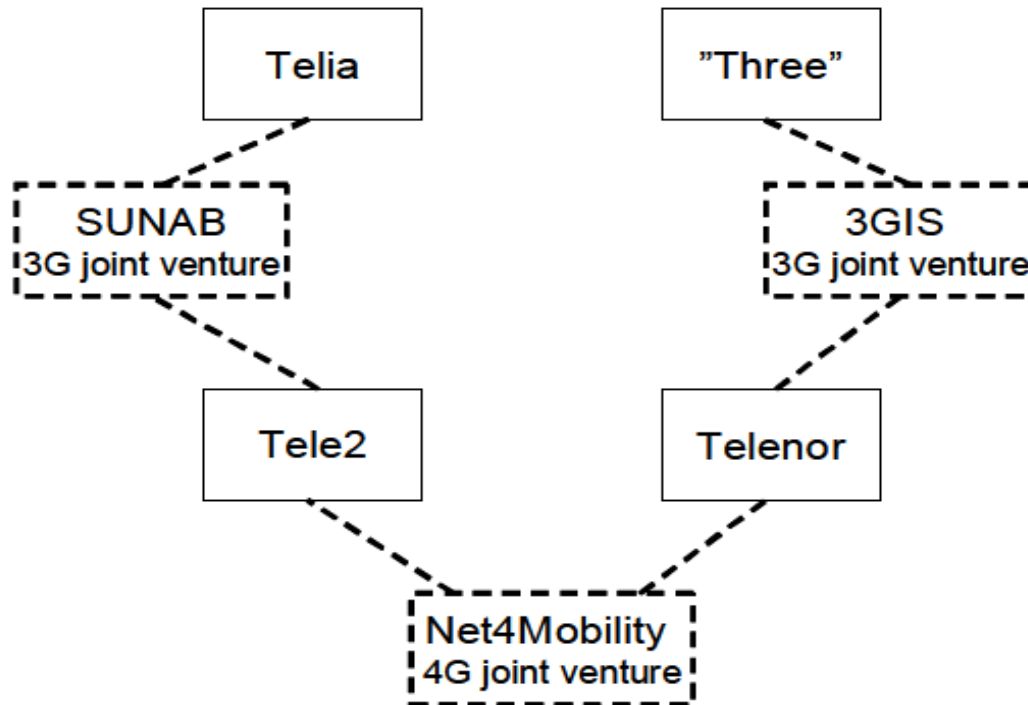 Telia
”Three”
SUNAB
3G joint venture
3GIS
3G joint venture
Tele2
Telenor
Net4Mobility
4G joint venture